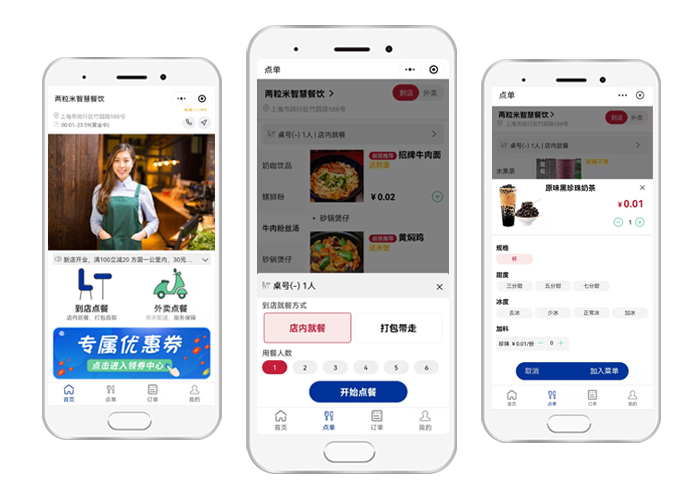 两粒米智慧餐饮
上海市闵行区竹园路588号
00:01-23:59(营业中)
新店开业，满100立减20 方圆一公里内，30元...
到店点餐
店内就餐、打包自取
外卖点餐
商家配送、服务保障
专属优惠券
点击进入领券中心
首页
点单
订单
我的
点单
两粒米智慧餐饮
上海市闵行区竹园路588号
到店
外卖
桌号(-) 1人 | 店内就餐
奶咖饮品
螺狮粉
牛肉粉丝汤
砂锅煲仔
招牌牛肉面
¥0.02
砂锅煲仔
黄焖鸡
送米饭
桌号(-) 1人
到店就餐方式
店内就餐
打包带走
用餐人数
1
2
3
4
5
6
开始点餐
首页
点单
订单
我的
点单
两粒米智慧餐饮
上海市闵行区竹园路588号
到店
外卖
桌号(-) 1人 | 店内就餐
水果茶
原味黑珍珠奶茶
¥0.01
1
规格
杯
甜度
三分甜
五分甜
七分甜
冰度
去冰
少冰
正常冰
加冰
加料
珍珠 ¥0.01/份
0
取消
加入菜单
首页
点单
订单
我的